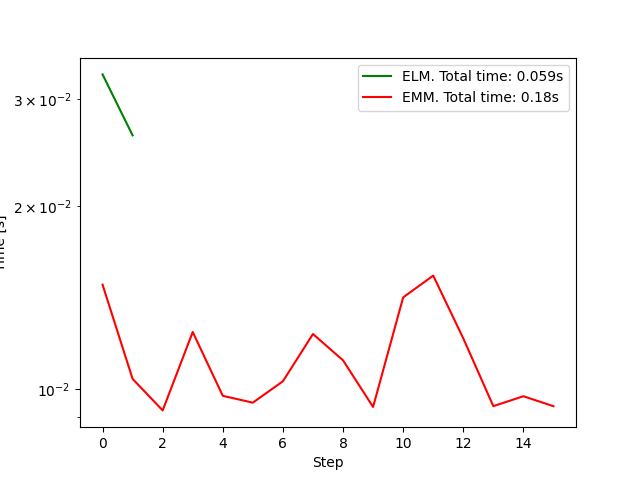 ELM. Total time: 0.059s
EMM. Total time: 0.18s
3 × 10⁻²
2 × 10⁻²
10⁻²
0 2 4 6 8 10 12 14
Step